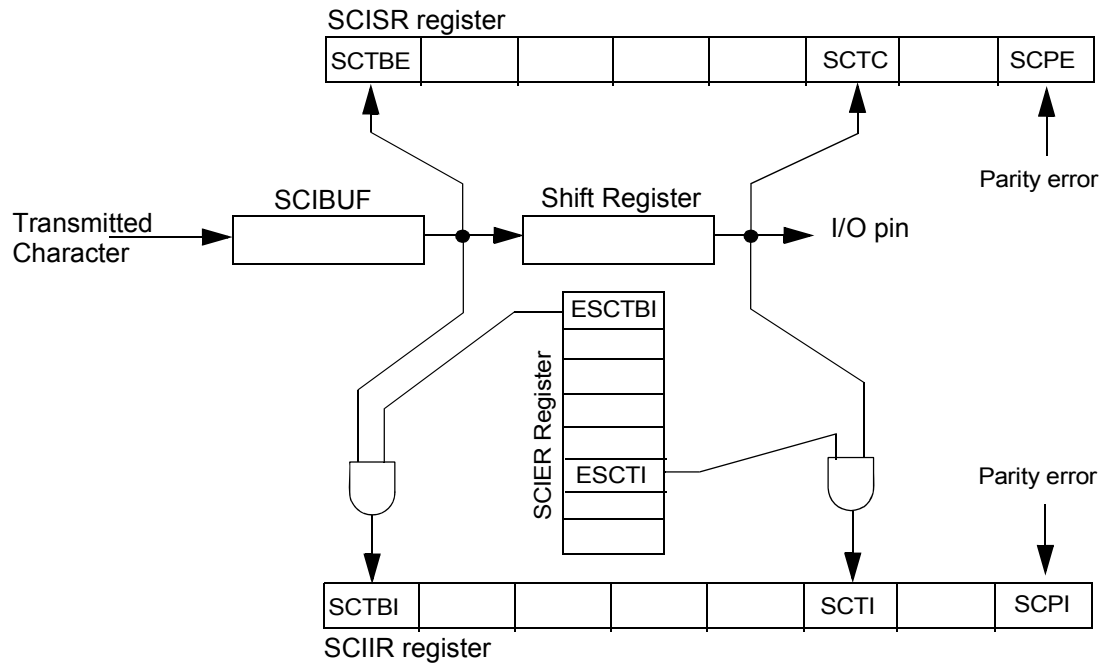 SCISR register
SCTBE
SCTC
SCPE
Parity error
SCIBUF
Shift Register
Transmitted
Character
I/O pin
ESCTBI
SCIER Register
ESCTI
Parity error
SCTBI
SCTI
SCPI
SCIIR register